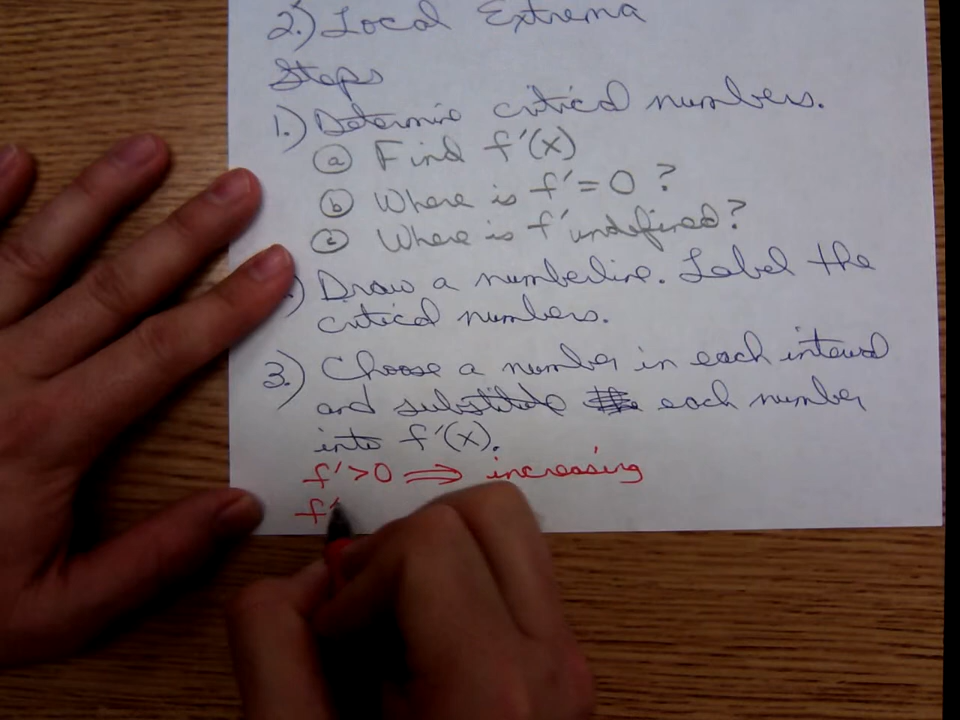 2.) Local Extrema
Steps
1.) Determine critical numbers.
(a) Find f'(x)
(b) Where is f' = 0 ?
(c) Where is f' undefined?
.) Draw a numberline. Label the
critical numbers.
3.) Choose a number in each interval
and substitute each number
into f'(x).
f' > 0 ⇒ increasing
f'